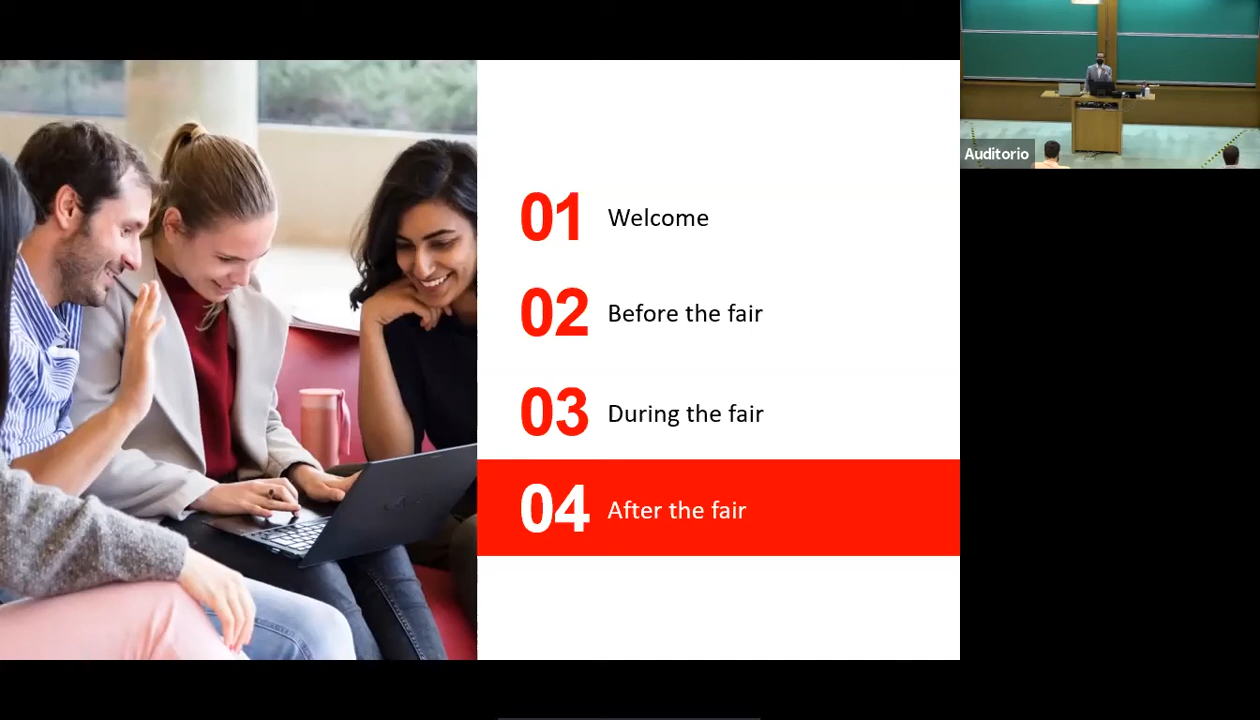 01 Welcome
02 Before the fair
03 During the fair
04 After the fair
Auditorio